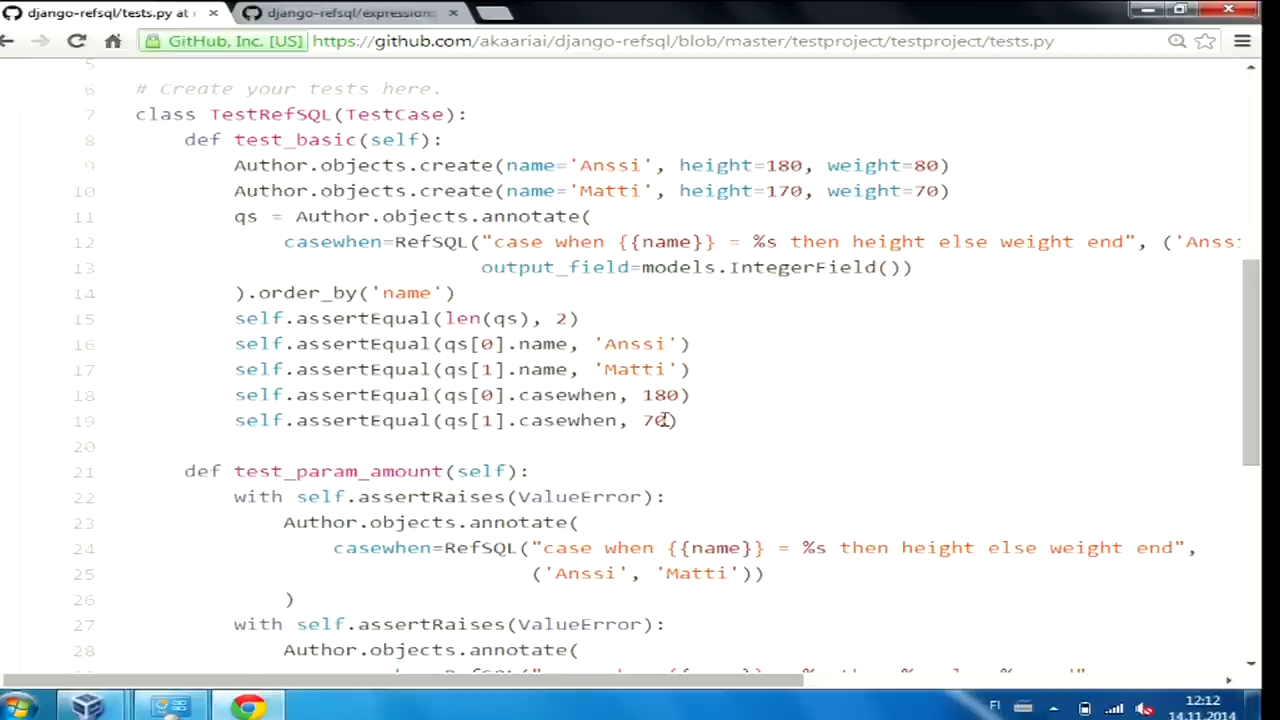 django-refsql/tests.py at
django-refsql/expression
GitHub, Inc. [US]
https://github.com/akaariai/django-refsql/blob/master/testproject/testproject/tests.py
5
6 # Create your tests here.
7 class TestRefSQL(TestCase):
8 def test_basic(self):
9 Author.objects.create(name='Anssi', height=180, weight=80)
10 Author.objects.create(name='Matti', height=170, weight=70)
11 qs = Author.objects.annotate(
12 casewhen=RefSQL("case when {{name}} = %s then height else weight end", ('Anss
13 output_field=models.IntegerField())
14 ).order_by('name')
15 self.assertEqual(len(qs), 2)
16 self.assertEqual(qs[0].name, 'Anssi')
17 self.assertEqual(qs[1].name, 'Matti')
18 self.assertEqual(qs[0].casewhen, 180)
19 self.assertEqual(qs[1].casewhen, 70)
20
21 def test_param_amount(self):
22 with self.assertRaises(ValueError):
23 Author.objects.annotate(
24 casewhen=RefSQL("case when {{name}} = %s then height else weight end",
25 ('Anssi', 'Matti'))
26 )
27 with self.assertRaises(ValueError):
28 Author.objects.annotate(
FI
12:12
14.11.2014